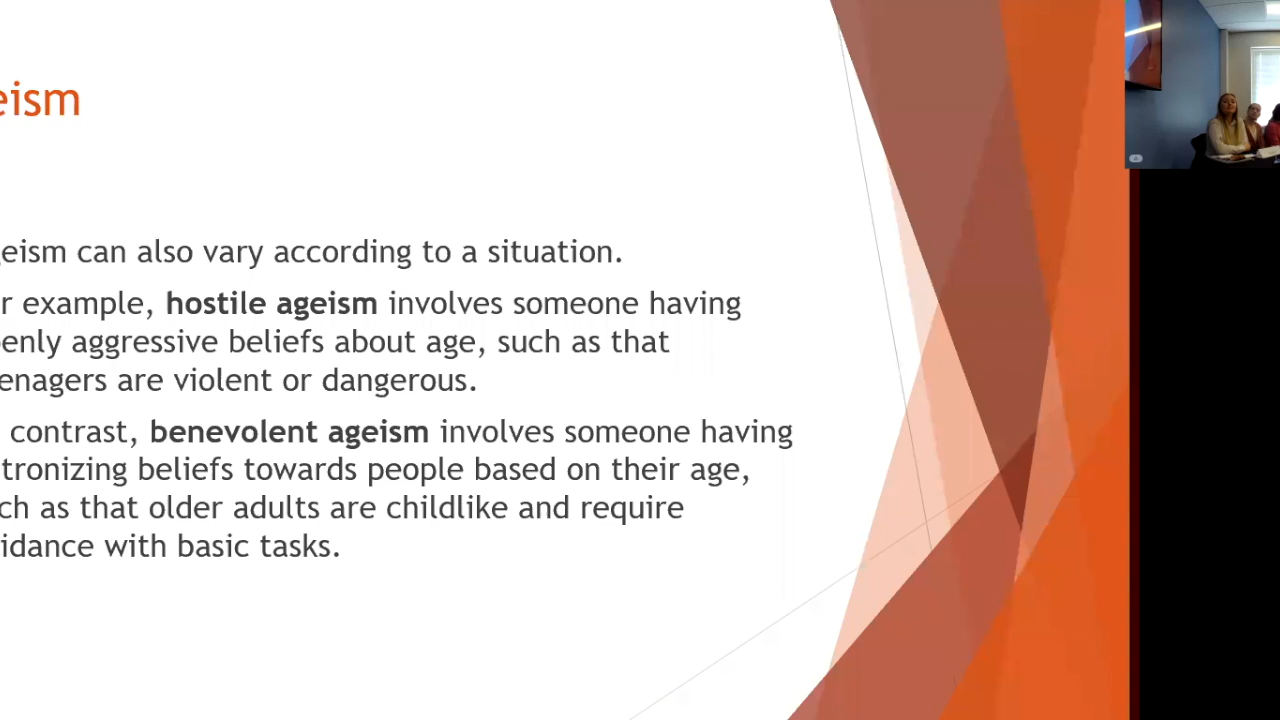 eism
geism can also vary according to a situation.
r example, hostile ageism involves someone having
enly aggressive beliefs about age, such as that
enagers are violent or dangerous.
contrast, benevolent ageism involves someone having
tronizing beliefs towards people based on their age,
ch as that older adults are childlike and require
idance with basic tasks.